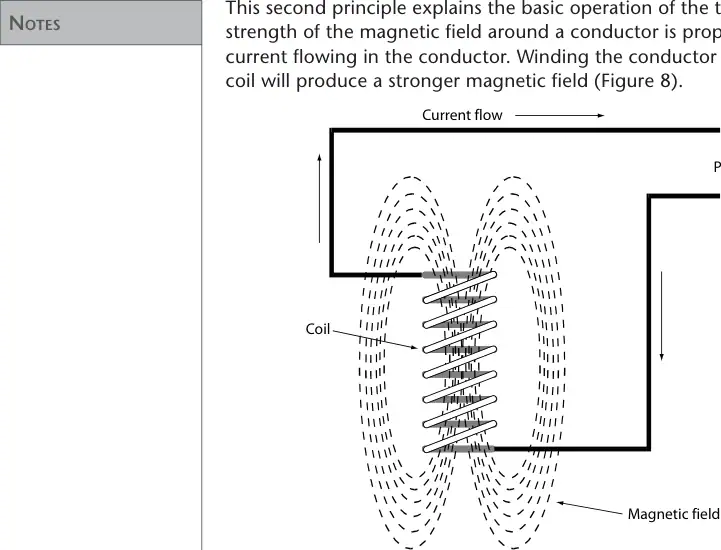 NOTES
This second principle explains the basic operation of the
strength of the magnetic field around a conductor is
current flowing in the conductor. Winding the conductor
coil will produce a stronger magnetic field (Figure 8).
Current flow
Coil
Magnetic field